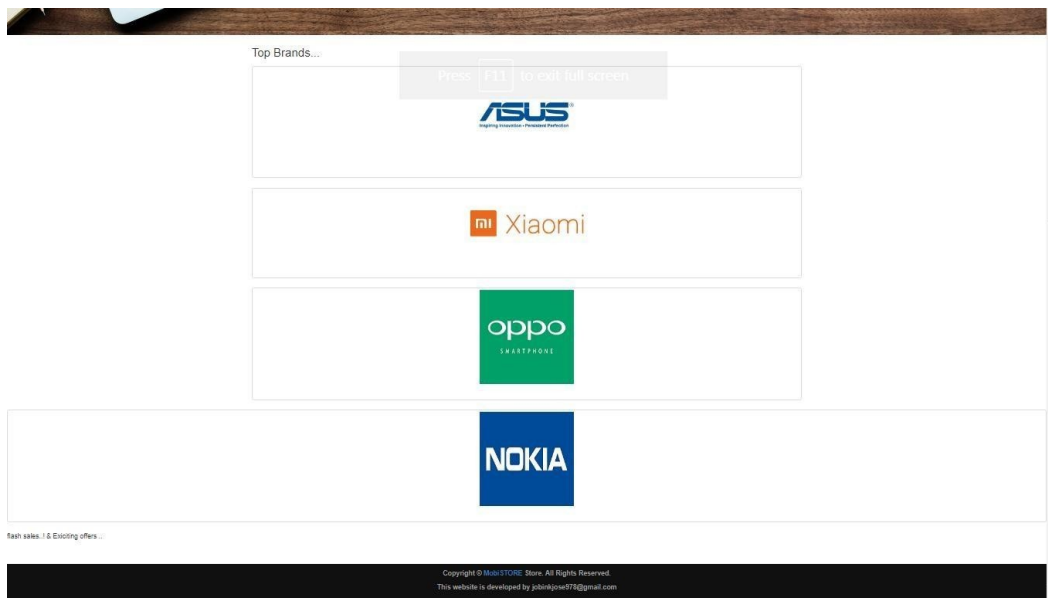 Top Brands...
Press F11 to exit full screen
ASUS
Inspiring Innovation • Persistent Perfection
mi Xiaomi
oppo
SMARTPHONE
NOKIA
flash sales..! & Exiciting offers...
Copyright © MobiSTORE Store. All Rights Reserved.
This website is developed by jobinkjose978@gmail.com